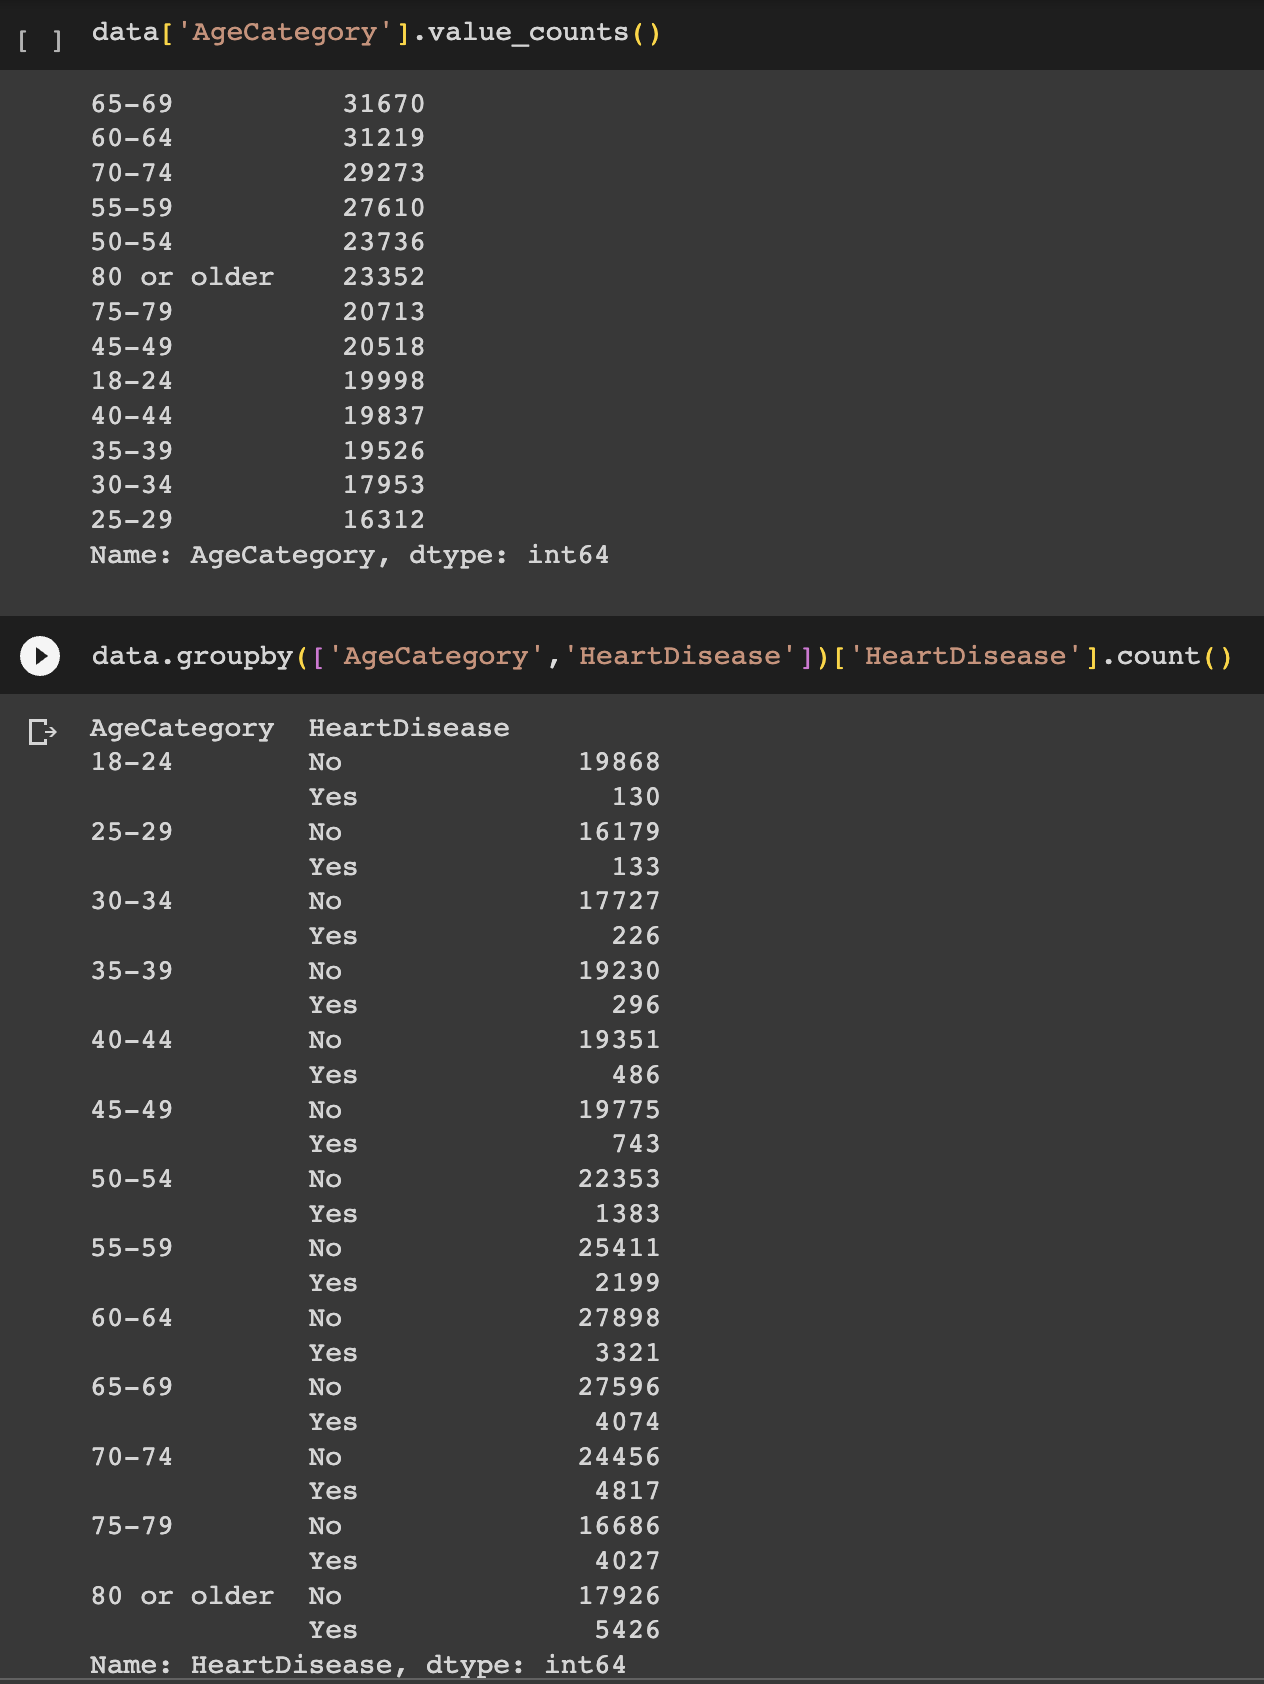 [ ] data['AgeCategory'].value_counts()
65-69 31670
60-64 31219
70-74 29273
55-59 27610
50-54 23736
80 or older 23352
75-79 20713
45-49 20518
18-24 19998
40-44 19837
35-39 19526
30-34 17953
25-29 16312
Name: AgeCategory, dtype: int64
data.groupby(['AgeCategory','HeartDisease'])['HeartDisease'].count()
AgeCategory HeartDisease
18-24 No 19868
Yes 130
25-29 No 16179
Yes 133
30-34 No 17727
Yes 226
35-39 No 19230
Yes 296
40-44 No 19351
Yes 486
45-49 No 19775
Yes 743
50-54 No 22353
Yes 1383
55-59 No 25411
Yes 2199
60-64 No 27898
Yes 3321
65-69 No 27596
Yes 4074
70-74 No 24456
Yes 4817
75-79 No 16686
Yes 4027
80 or older No 17926
Yes 5426
Name: HeartDisease, dtype: int64